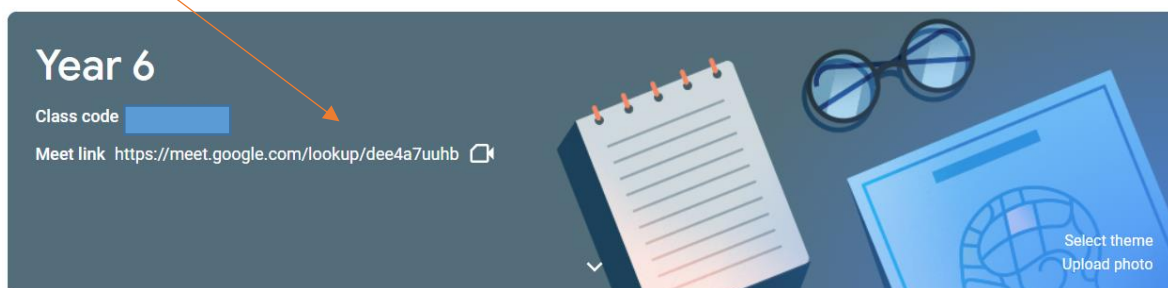 Year 6
Class code
Meet link https://meet.google.com/lookup/dee4a7uuhb
Select theme
Upload photo